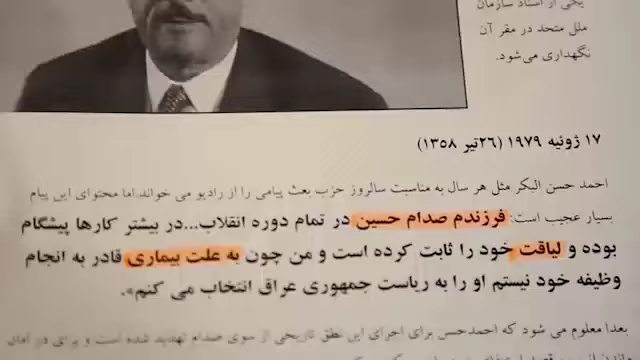 یکی از اسناد سازمان
ملل متحد در مقر آن
نگهداری می‌شود.
۱۷ ژوئیه ۱۹۷۹ (۲۶تیر ۱۳۵۸)
احمد حسن البکر مثل هر سال به مناسبت سالروز حزب بعث پیامی را از رادیو می خواند.اما محتوای این پیام
بسیار عجیب است: فرزندم صدام حسین در تمام دوره انقلاب...در بیشتر کارها پیشگام
بوده و لیاقت خود را ثابت کرده است و من چون به علت بیماری قادر به انجام
وظیفه خود نیستم او را به ریاست جمهوری عراق انتخاب می کنم».
بعدا معلوم می شود که احمدحسن برای اجرای این نطق تاریخی از سوی صدام تهدید شده است و برای در امان